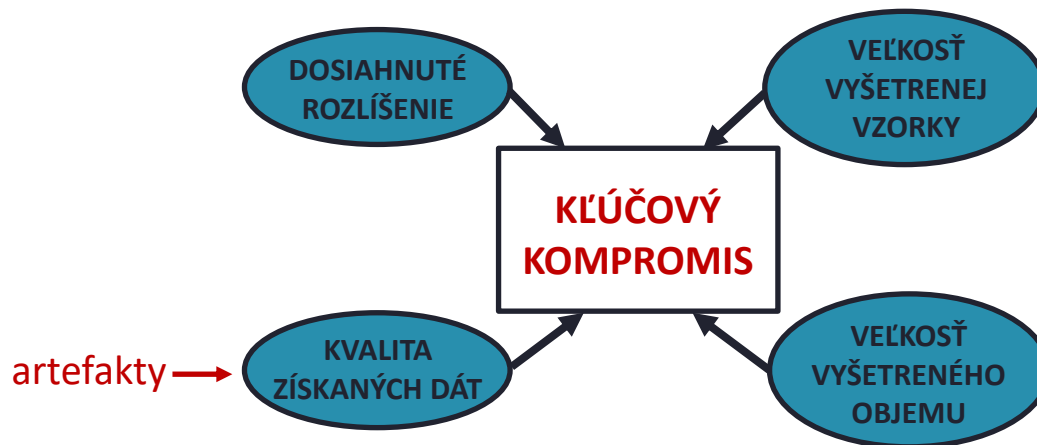 DOSIAHNUTÉ
ROZLÍŠENIE
VEĽKOSŤ
VYŠETRENEJ
VZORKY
KĽÚČOVÝ
KOMPROMIS
artefakty
KVALITA
ZÍSKANÝCH DÁT
VEĽKOSŤ
VYŠETRENÉHO
OBJEMU